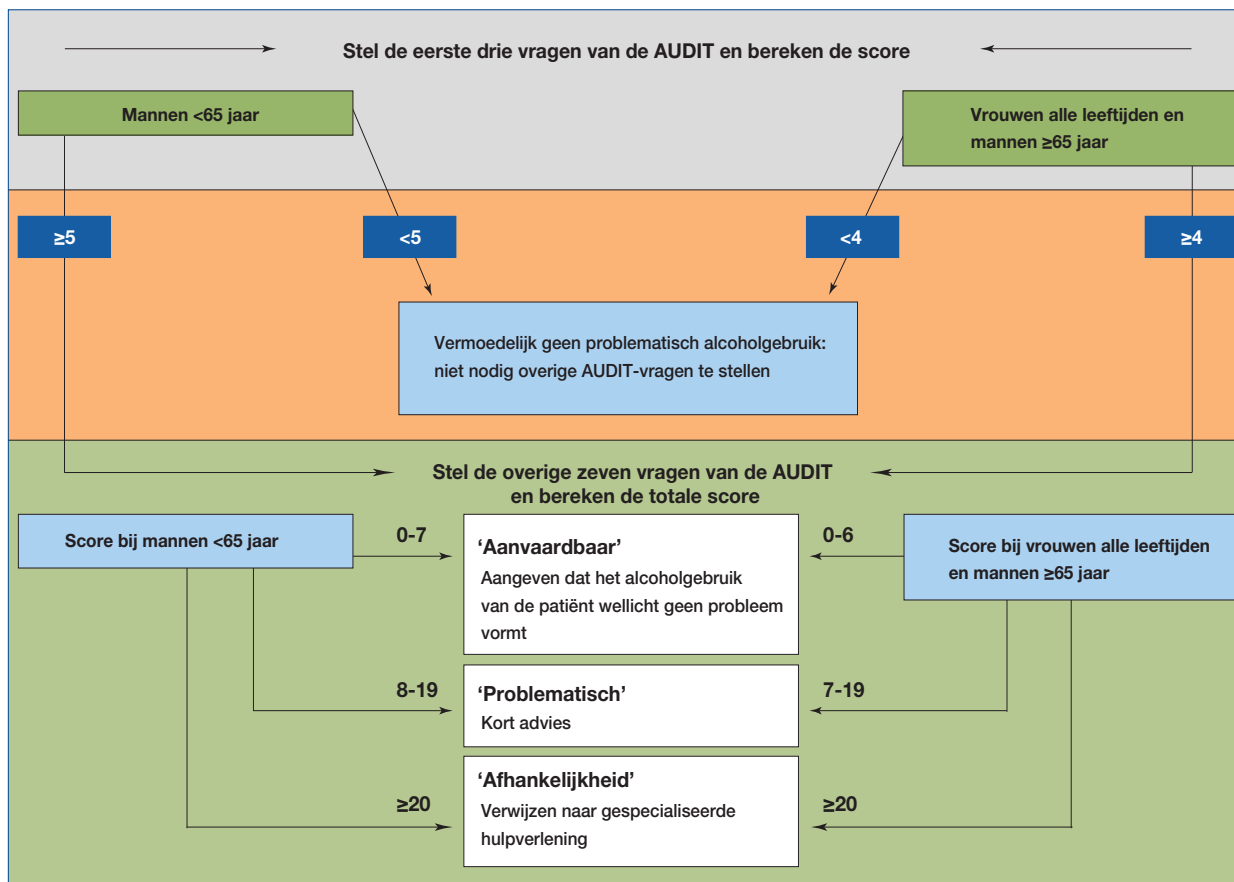 Stel de eerste drie vragen van de AUDIT en bereken de score
Mannen <65 jaar
Vrouwen alle leeftijden en
mannen ≥65 jaar
≥5
<5
<4
≥4
Vermoedelijk geen problematisch alcoholgebruik:
niet nodig overige AUDIT-vragen te stellen
Stel de overige zeven vragen van de AUDIT
en bereken de totale score
Score bij mannen <65 jaar
0-7
‘Aanvaardbaar’
Aangeven dat het alcoholgebruik
van de patiënt wellicht geen probleem
vormt
0-6
Score bij vrouwen alle leeftijden
en mannen ≥65 jaar
8-19
‘Problematisch’
Kort advies
7-19
≥20
‘Afhankelijkheid’
Verwijzen naar gespecialiseerde
hulpverlening
≥20